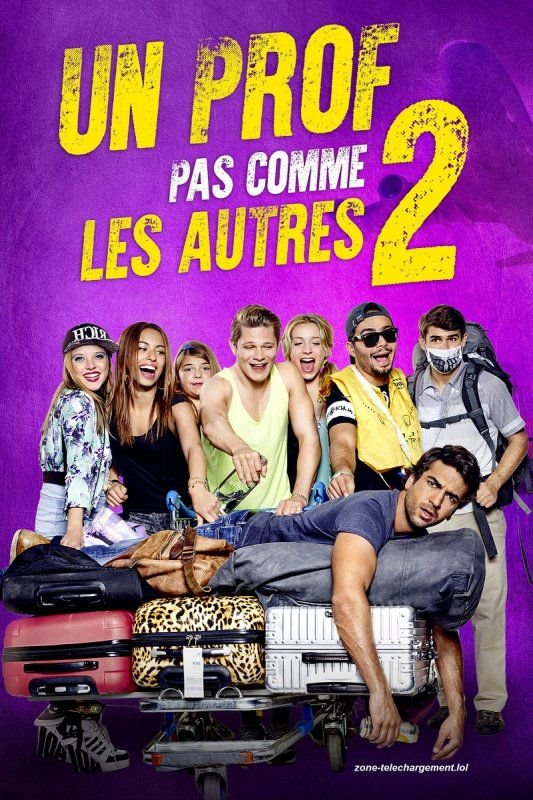 UN PROF
PAS COMME
LES AUTRES 2
RICH
zone-telechargement.lol